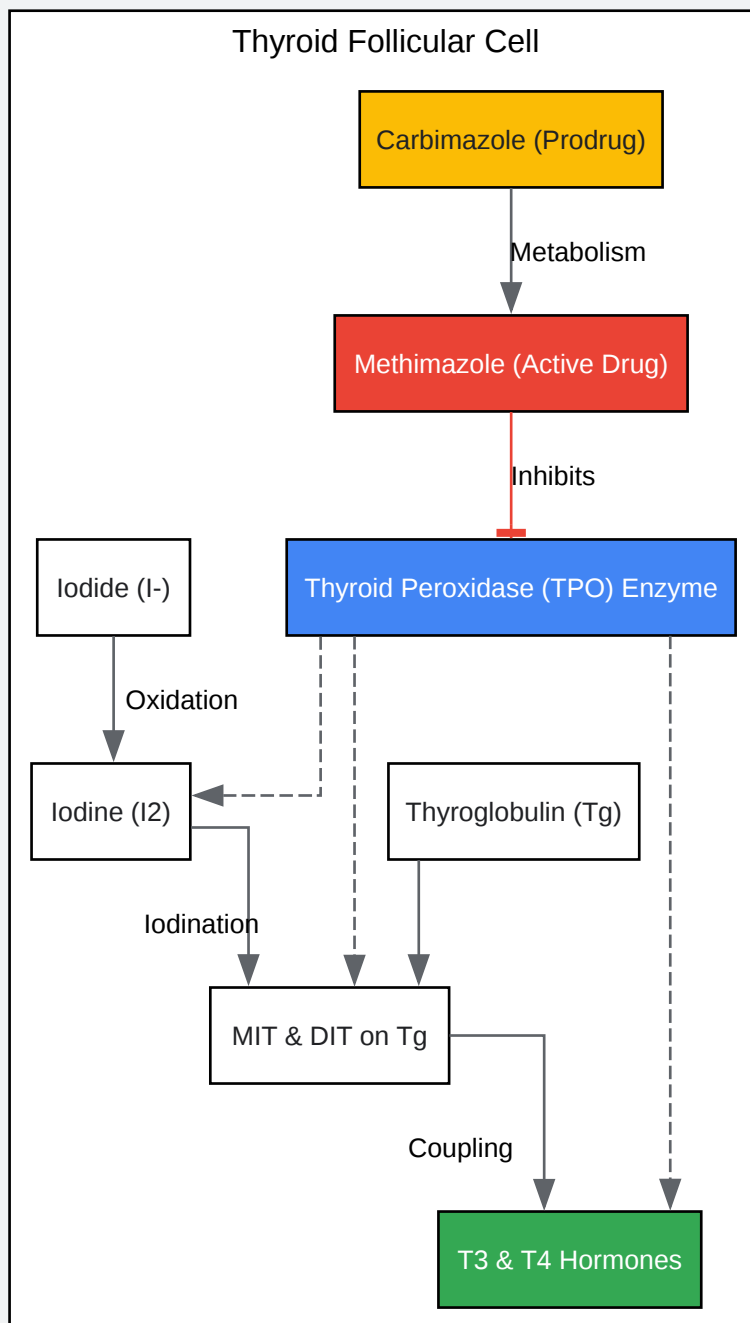 Thyroid Follicular Cell
Carbimazole (Prodrug)
Metabolism
Methimazole (Active Drug)
Inhibits
Iodide (I-)
Thyroid Peroxidase (TPO) Enzyme
Oxidation
Iodine (I2)
Thyroglobulin (Tg)
Iodination
MIT & DIT on Tg
Coupling
T3 & T4 Hormones